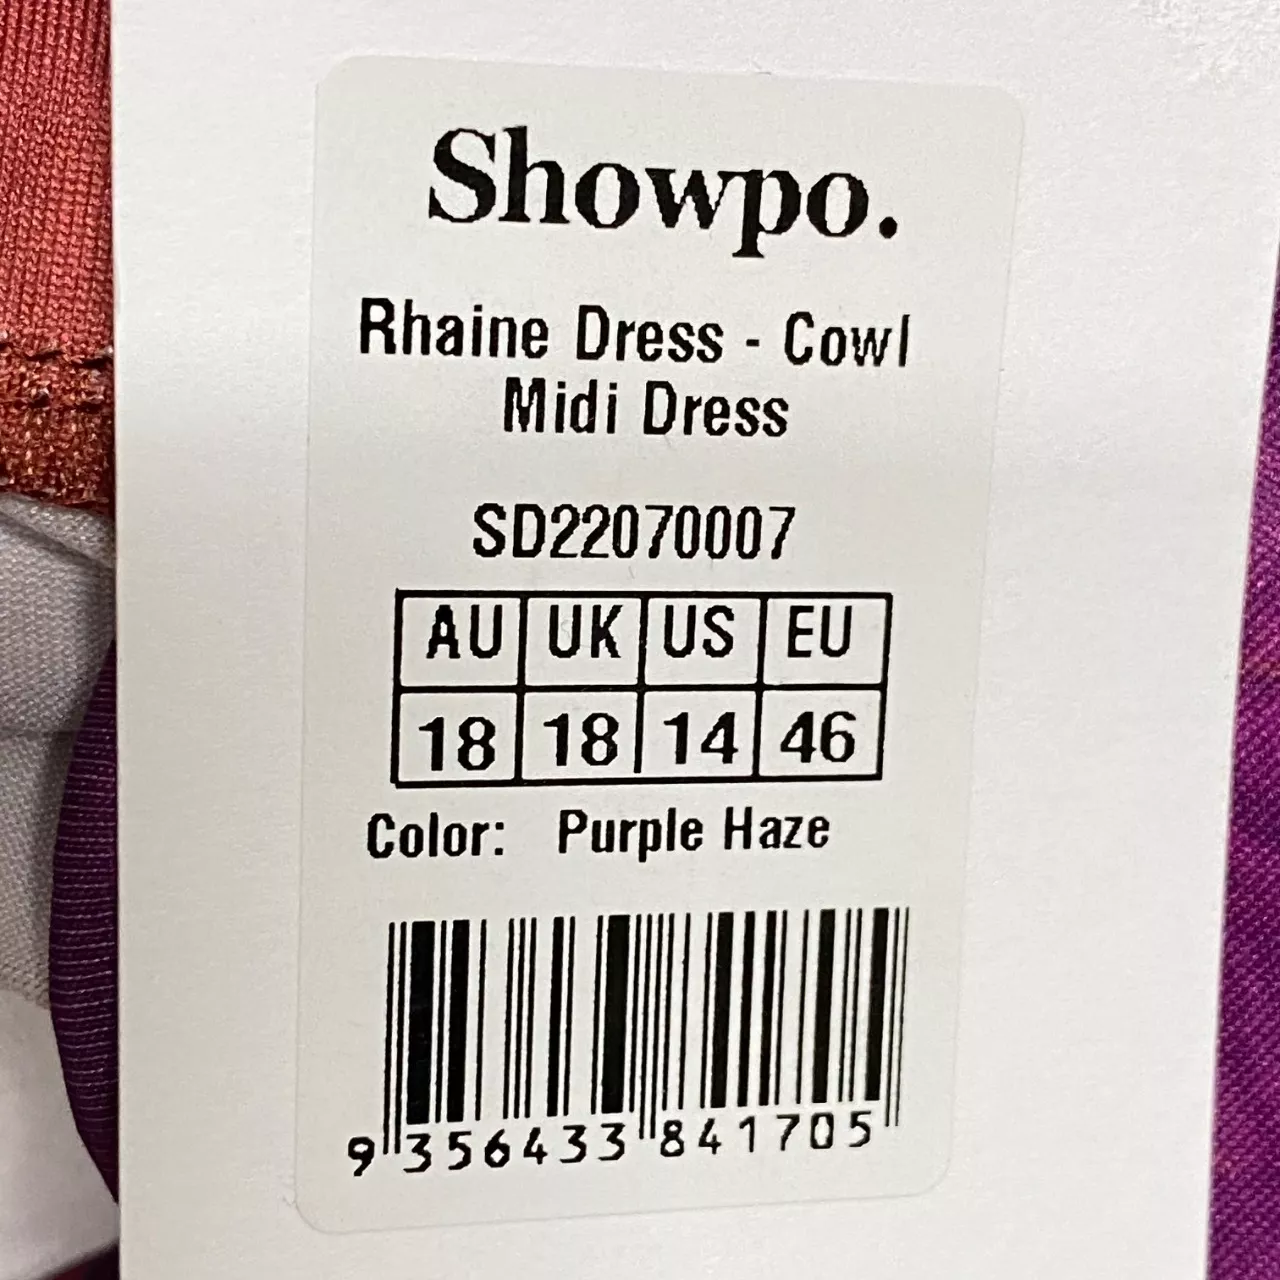 Showpo.
Rhaine Dress - Cowl
Midi Dress
SD22070007
AU UK US EU
18 18 14 46
Color: Purple Haze
9 356433 841705